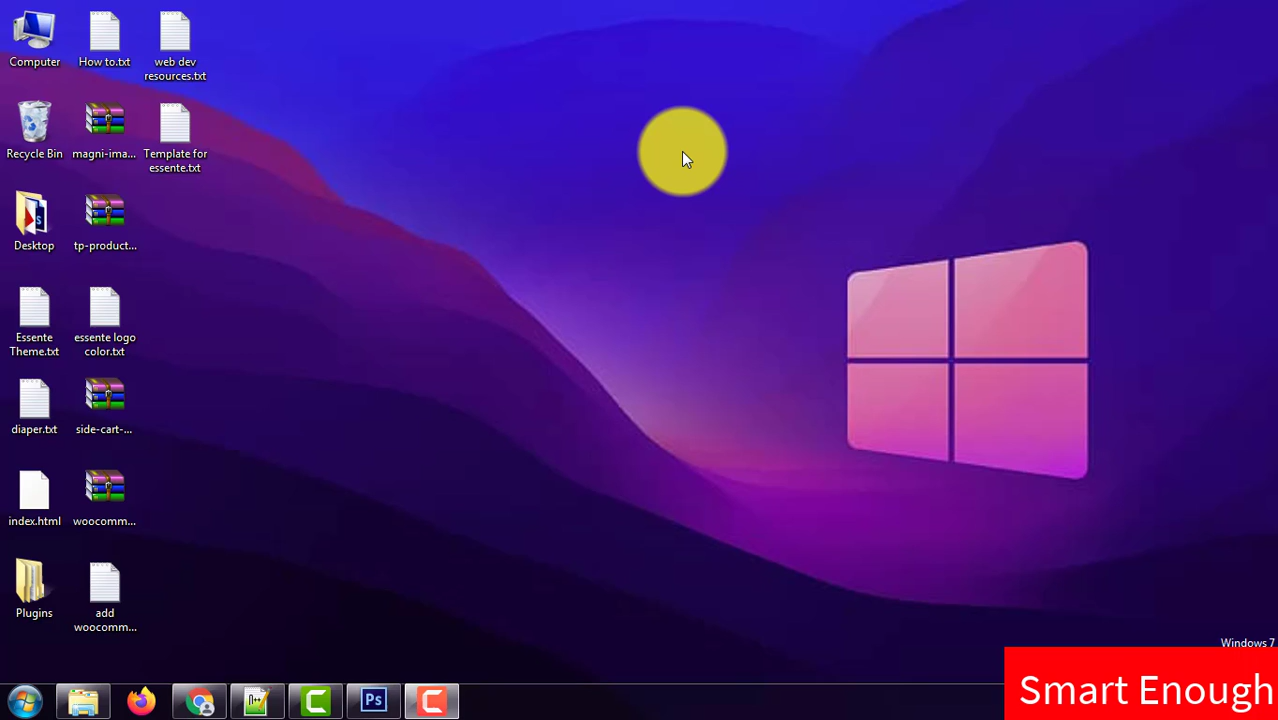 Computer
How to.txt
web dev
resources.txt
Recycle Bin
magni-ima...
Template for
essente.txt
Desktop
tp-product...
Essente
Theme.txt
essente logo
color.txt
diaper.txt
side-cart-...
index.html
woocomm...
Plugins
add
woocomm...
Windows 7
Smart Enough
Ps